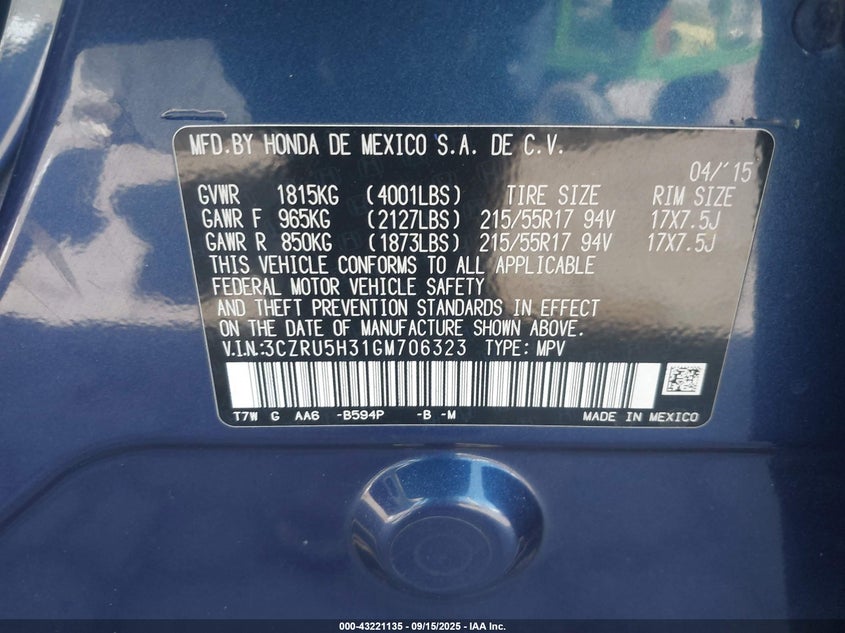 MFD.BY HONDA DE MEXICO S.A. DE C.V.
04/'15
GVWR 1815KG (4001LBS) TIRE SIZE RIM SIZE
GAWR F 965KG (2127LBS) 215/55R17 94V 17X7.5J
GAWR R 850KG (1873LBS) 215/55R17 94V 17X7.5J
THIS VEHICLE CONFORMS TO ALL APPLICABLE
FEDERAL MOTOR VEHICLE SAFETY
AND THEFT PREVENTION STANDARDS IN EFFECT
ON THE DATE OF MANUFACTURE SHOWN ABOVE.
V.I.N.:3CZRU5H31GM706323 TYPE: MPV
T7W G AA6 -B594P -B -M MADE IN MEXICO
000-43221135 - 09/15/2025 - IAA Inc.